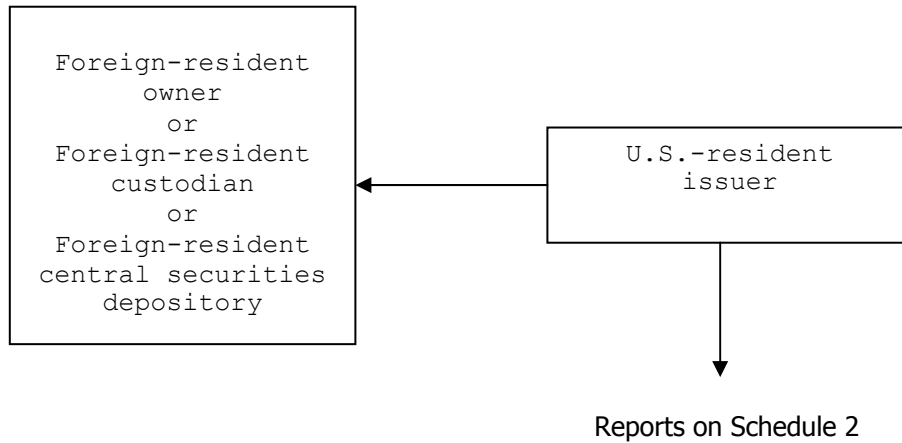 Foreign-resident
owner
or
Foreign-resident
custodian
or
Foreign-resident
central securities
depository
U.S.-resident
issuer
Reports on Schedule 2